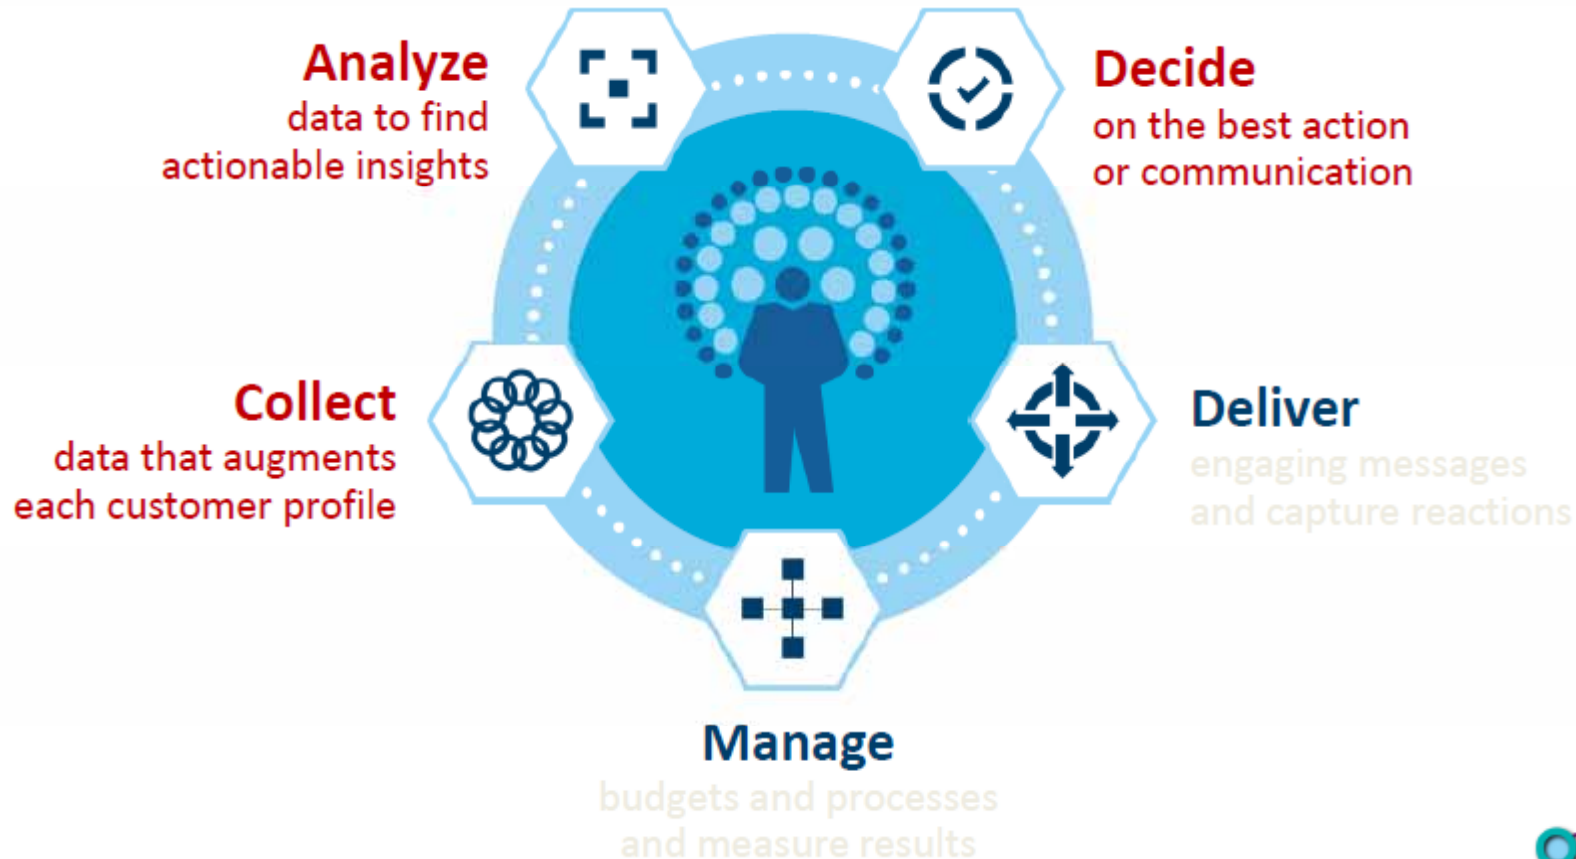 Analyze
data to find
actionable insights
Decide
on the best action
or communication
Collect
data that augments
each customer profile
Deliver
engaging messages
and capture reactions
Manage
budgets and processes
and measure results